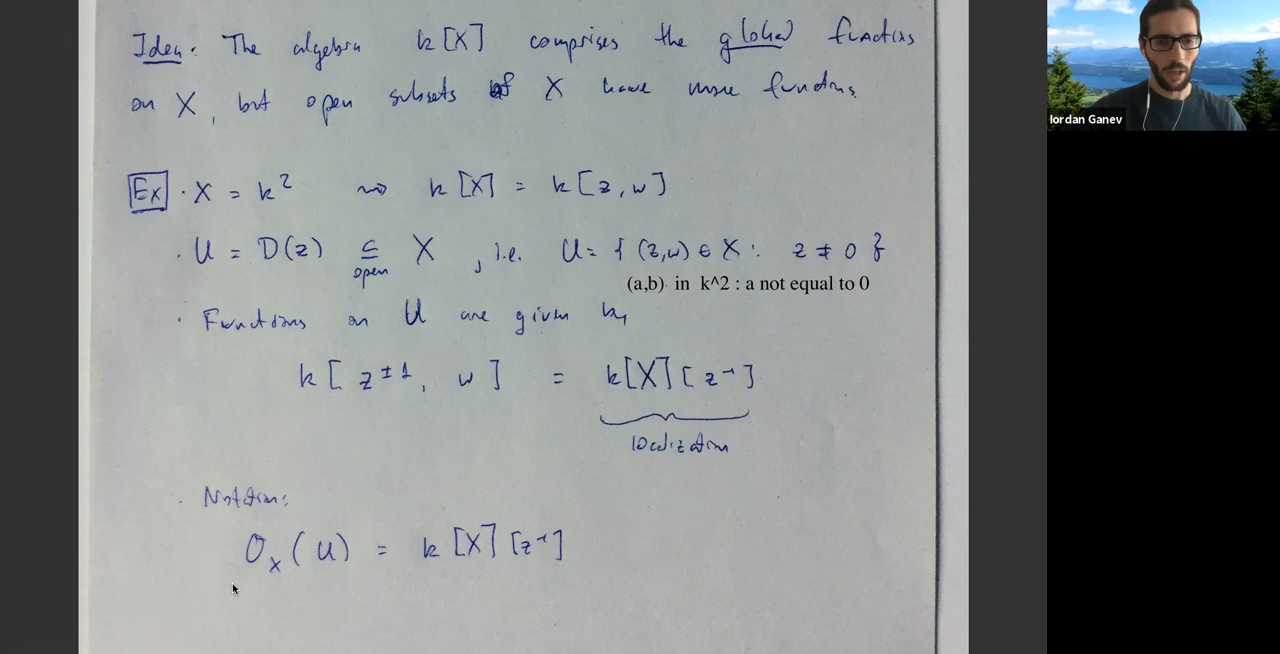 Idea: The algebra k[X] comprises the global functions
on X, but open subsets of X have more functions.
Ex · X = k² ⇝ k[X] = k[z, w]
· U = D(z) ⊆ X, i.e. U = { (z,w) ∈ X : z ≠ 0 }
open
(a,b) in k^2 : a not equal to 0
· Functions on U are given by
k[ z^{±1}, w ] = k[X][z⁻¹]
localization
· Notation:
O_X(U) = k[X][z⁻¹]
Iordan Ganev